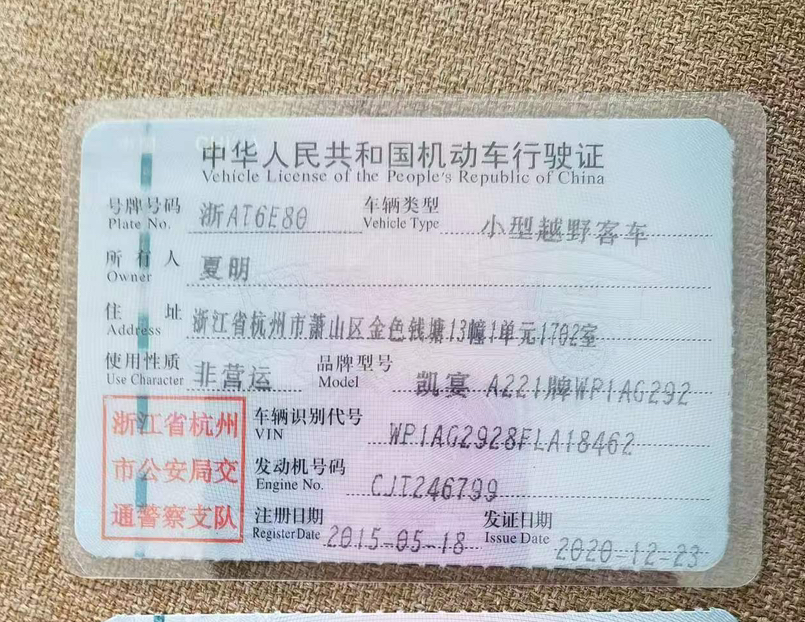 中华人民共和国机动车行驶证
Vehicle License of the People's Republic of China
号牌号码 浙AT6E80 车辆类型 小型越野客车
Plate No. Vehicle Type
所有人 夏明
Owner
住址 浙江省杭州市萧山区金色钱塘13幢1单元1702室
Address
使用性质 非营运 品牌型号 凯宴 A221牌WP1AG292
Use Character Model
浙江省杭州 车辆识别代号 WP1AG2928FLA18462
VIN
市公安局交 发动机号码 CJT246799
Engine No.
通警察支队 注册日期 2015-05-18 发证日期 2020-12-23
Register Date Issue Date